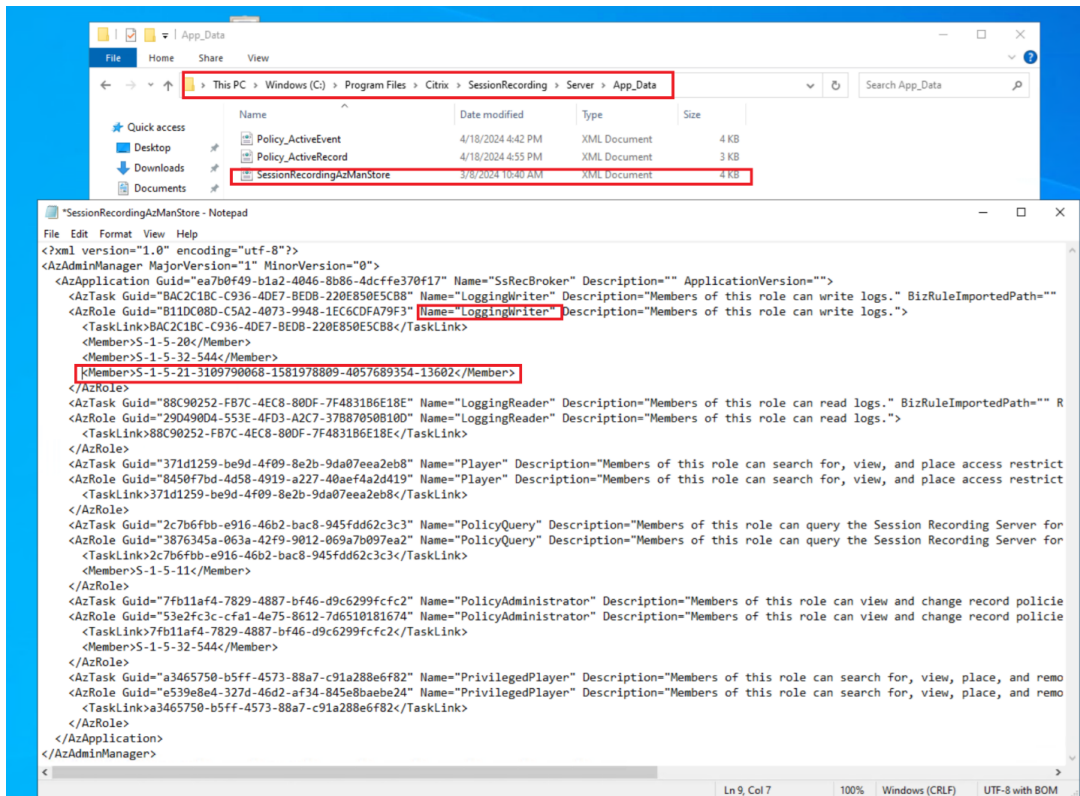 App_Data
File Home Share View
This PC > Windows (C:) > Program Files > Citrix > SessionRecording > Server > App_Data
Search App_Data
Name Date modified Type Size
Quick access
Desktop
Downloads
Documents
Policy_ActiveEvent 4/18/2024 4:42 PM XML Document 4 KB
Policy_ActiveRecord 4/18/2024 4:55 PM XML Document 3 KB
SessionRecordingAzManStore 3/8/2024 10:40 AM XML Document 4 KB
*SessionRecordingAzManStore - Notepad
File Edit Format View Help
<?xml version="1.0" encoding="utf-8"?>
<AzAdminManager MajorVersion="1" MinorVersion="0">
<AzApplication Guid="ea7b0f49-b1a2-4046-8b86-4dcffe370f17" Name="SsRecBroker" Description="" ApplicationVersion="">
<AzTask Guid="BAC2C1BC-C936-4DE7-BEDB-220E850E5CB8" Name="LoggingWriter" Description="Members of this role can write logs." BizRuleImportedPath=""
<AzRole Guid="B11DC08D-C5A2-4073-9948-1EC6CDFA79F3" Name="LoggingWriter" Description="Members of this role can write logs.">
<TaskLink>BAC2C1BC-C936-4DE7-BEDB-220E850E5CB8</TaskLink>
<Member>S-1-5-20</Member>
<Member>S-1-5-32-544</Member>
<Member>S-1-5-21-3109790068-1581978809-4057689354-13602</Member>
</AzRole>
<AzTask Guid="88C90252-FB7C-4EC8-80DF-7F4831B6E18E" Name="LoggingReader" Description="Members of this role can read logs." BizRuleImportedPath="" R
<AzRole Guid="29D490D4-553E-4FD3-A2C7-37B87050B10D" Name="LoggingReader" Description="Members of this role can read logs.">
<TaskLink>88C90252-FB7C-4EC8-80DF-7F4831B6E18E</TaskLink>
</AzRole>
<AzTask Guid="371d1259-be9d-4f09-8e2b-9da07eea2eb8" Name="Player" Description="Members of this role can search for, view, and place access restrict
<AzRole Guid="8450f7bd-4d58-4919-a227-40aef4a2d419" Name="Player" Description="Members of this role can search for, view, and place access restrict
<TaskLink>371d1259-be9d-4f09-8e2b-9da07eea2eb8</TaskLink>
</AzRole>
<AzTask Guid="2c7b6fbb-e916-46b2-bac8-945fdd62c3c3" Name="PolicyQuery" Description="Members of this role can query the Session Recording Server for
<AzRole Guid="3876345a-063a-42f9-9012-069a7b097ea2" Name="PolicyQuery" Description="Members of this role can query the Session Recording Server for
<TaskLink>2c7b6fbb-e916-46b2-bac8-945fdd62c3c3</TaskLink>
<Member>S-1-5-11</Member>
</AzRole>
<AzTask Guid="7fb11af4-7829-4887-bf46-d9c6299fcfc2" Name="PolicyAdministrator" Description="Members of this role can view and change record policie
<AzRole Guid="53e2fc3c-cfa1-4e75-8612-7d6510181674" Name="PolicyAdministrator" Description="Members of this role can view and change record policie
<TaskLink>7fb11af4-7829-4887-bf46-d9c6299fcfc2</TaskLink>
<Member>S-1-5-32-544</Member>
</AzRole>
<AzTask Guid="a3465750-b5ff-4573-88a7-c91a288e6f82" Name="PrivilegedPlayer" Description="Members of this role can search for, view, place, and remo
<AzRole Guid="e539e8e4-327d-46d2-af34-845e8baebe24" Name="PrivilegedPlayer" Description="Members of this role can search for, view, place, and remo
<TaskLink>a3465750-b5ff-4573-88a7-c91a288e6f82</TaskLink>
</AzRole>
</AzApplication>
</AzAdminManager>
Ln 9, Col 7 100% Windows (CRLF) UTF-8 with BOM